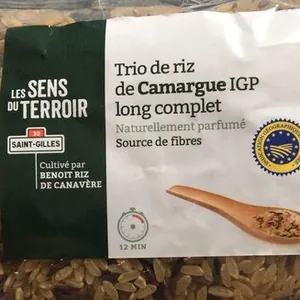 LES SENS
DU TERROIR
30
SAINT-GILLES
Cultivé par
BENOIT RIZ
DE CANAVÈRE
Trio de riz
de Camargue IGP
long complet
Naturellement parfumé
Source de fibres
12 MIN